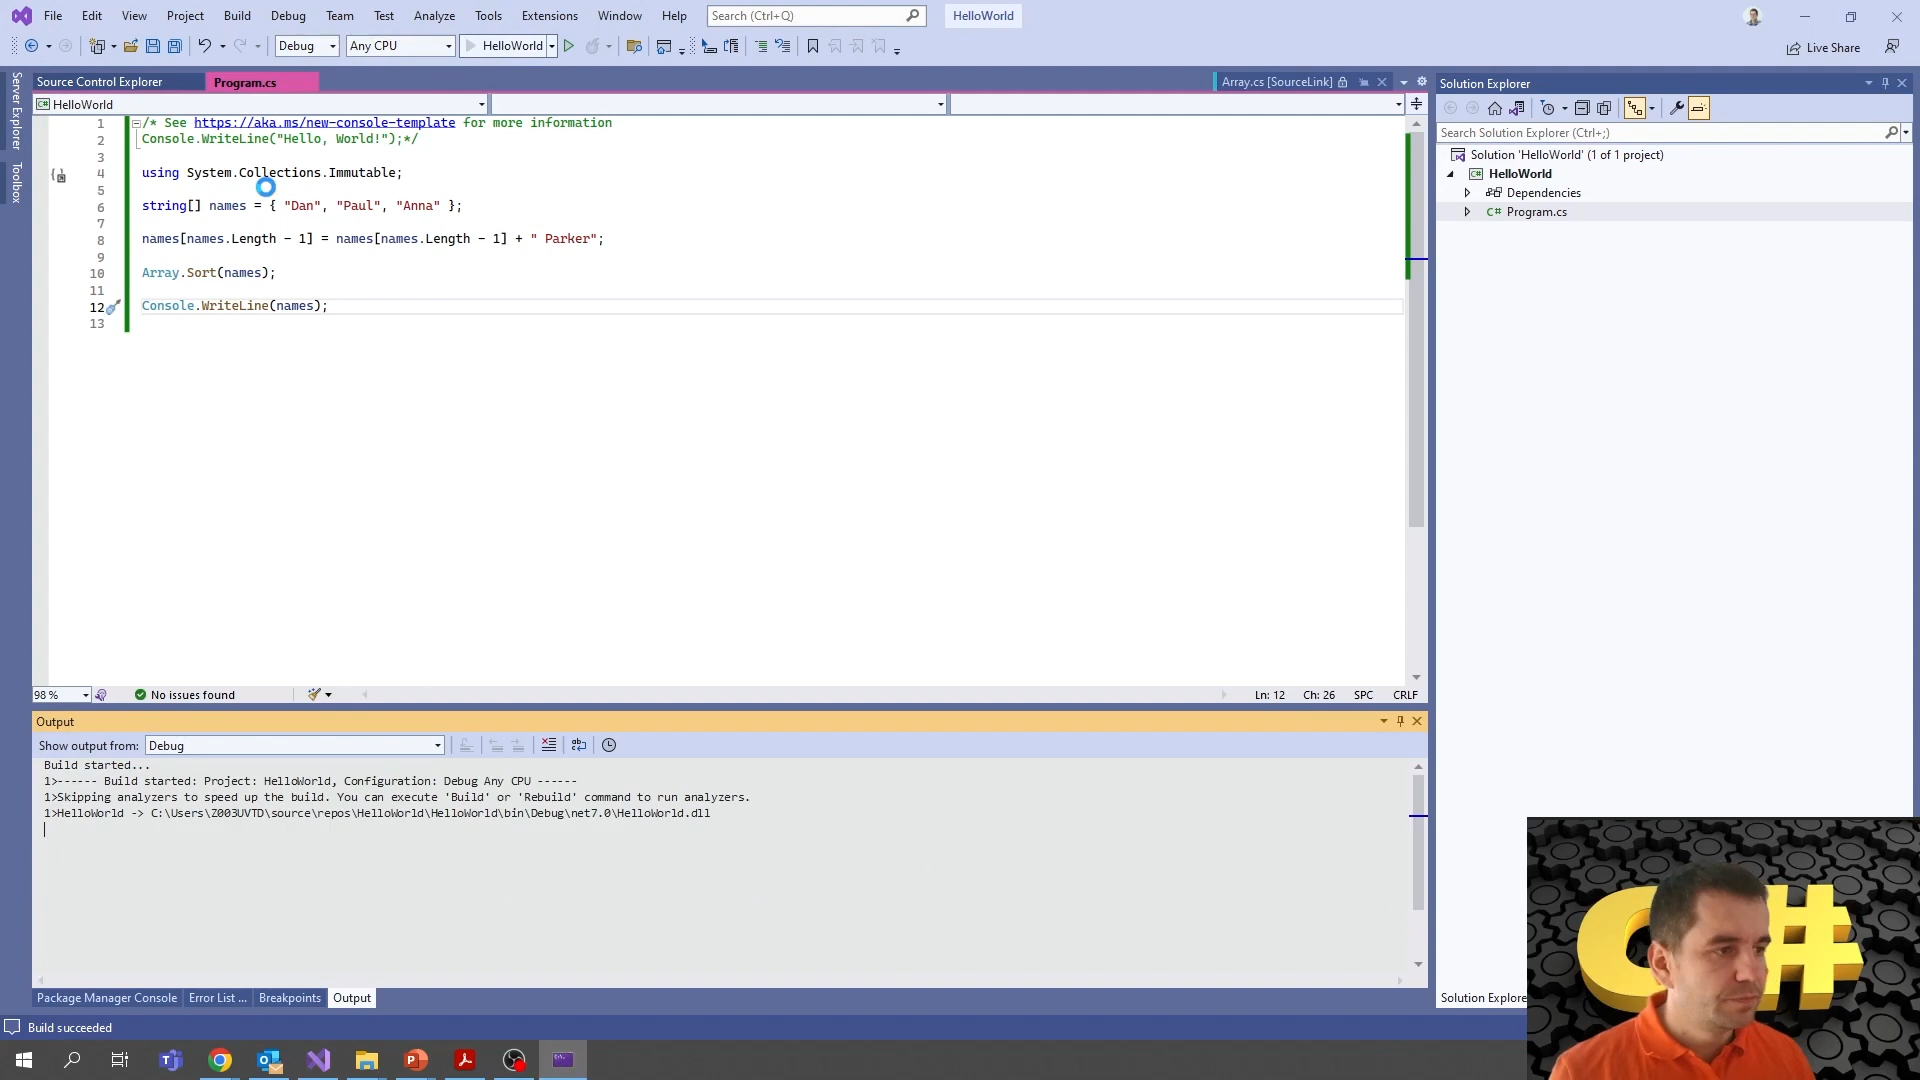 File Edit View Project Build Debug Team Test Analyze Tools Extensions Window Help Search (Ctrl+Q) HelloWorld
Debug Any CPU HelloWorld Live Share
Server Explorer
Toolbox
Source Control Explorer Program.cs Array.cs [SourceLink]
HelloWorld
1 /* See https://aka.ms/new-console-template for more information
2 Console.WriteLine("Hello, World!");*/
3
4 using System.Collections.Immutable;
5
6 string[] names = { "Dan", "Paul", "Anna" };
7
8 names[names.Length - 1] = names[names.Length - 1] + " Parker";
9
10 Array.Sort(names);
11
12 Console.WriteLine(names);
13
98 % No issues found Ln: 12 Ch: 26 SPC CRLF
Output
Show output from: Debug
Build started...
1>------ Build started: Project: HelloWorld, Configuration: Debug Any CPU ------
1>Skipping analyzers to speed up the build. You can execute 'Build' or 'Rebuild' command to run analyzers.
1>HelloWorld -> C:\Users\Z003UVTD\source\repos\HelloWorld\HelloWorld\bin\Debug\net7.0\HelloWorld.dll
Package Manager Console Error List ... Breakpoints Output
Build succeeded
Solution Explorer
Search Solution Explorer (Ctrl+;)
Solution 'HelloWorld' (1 of 1 project)
C# HelloWorld
Dependencies
C# Program.cs
Solution Explore
C#